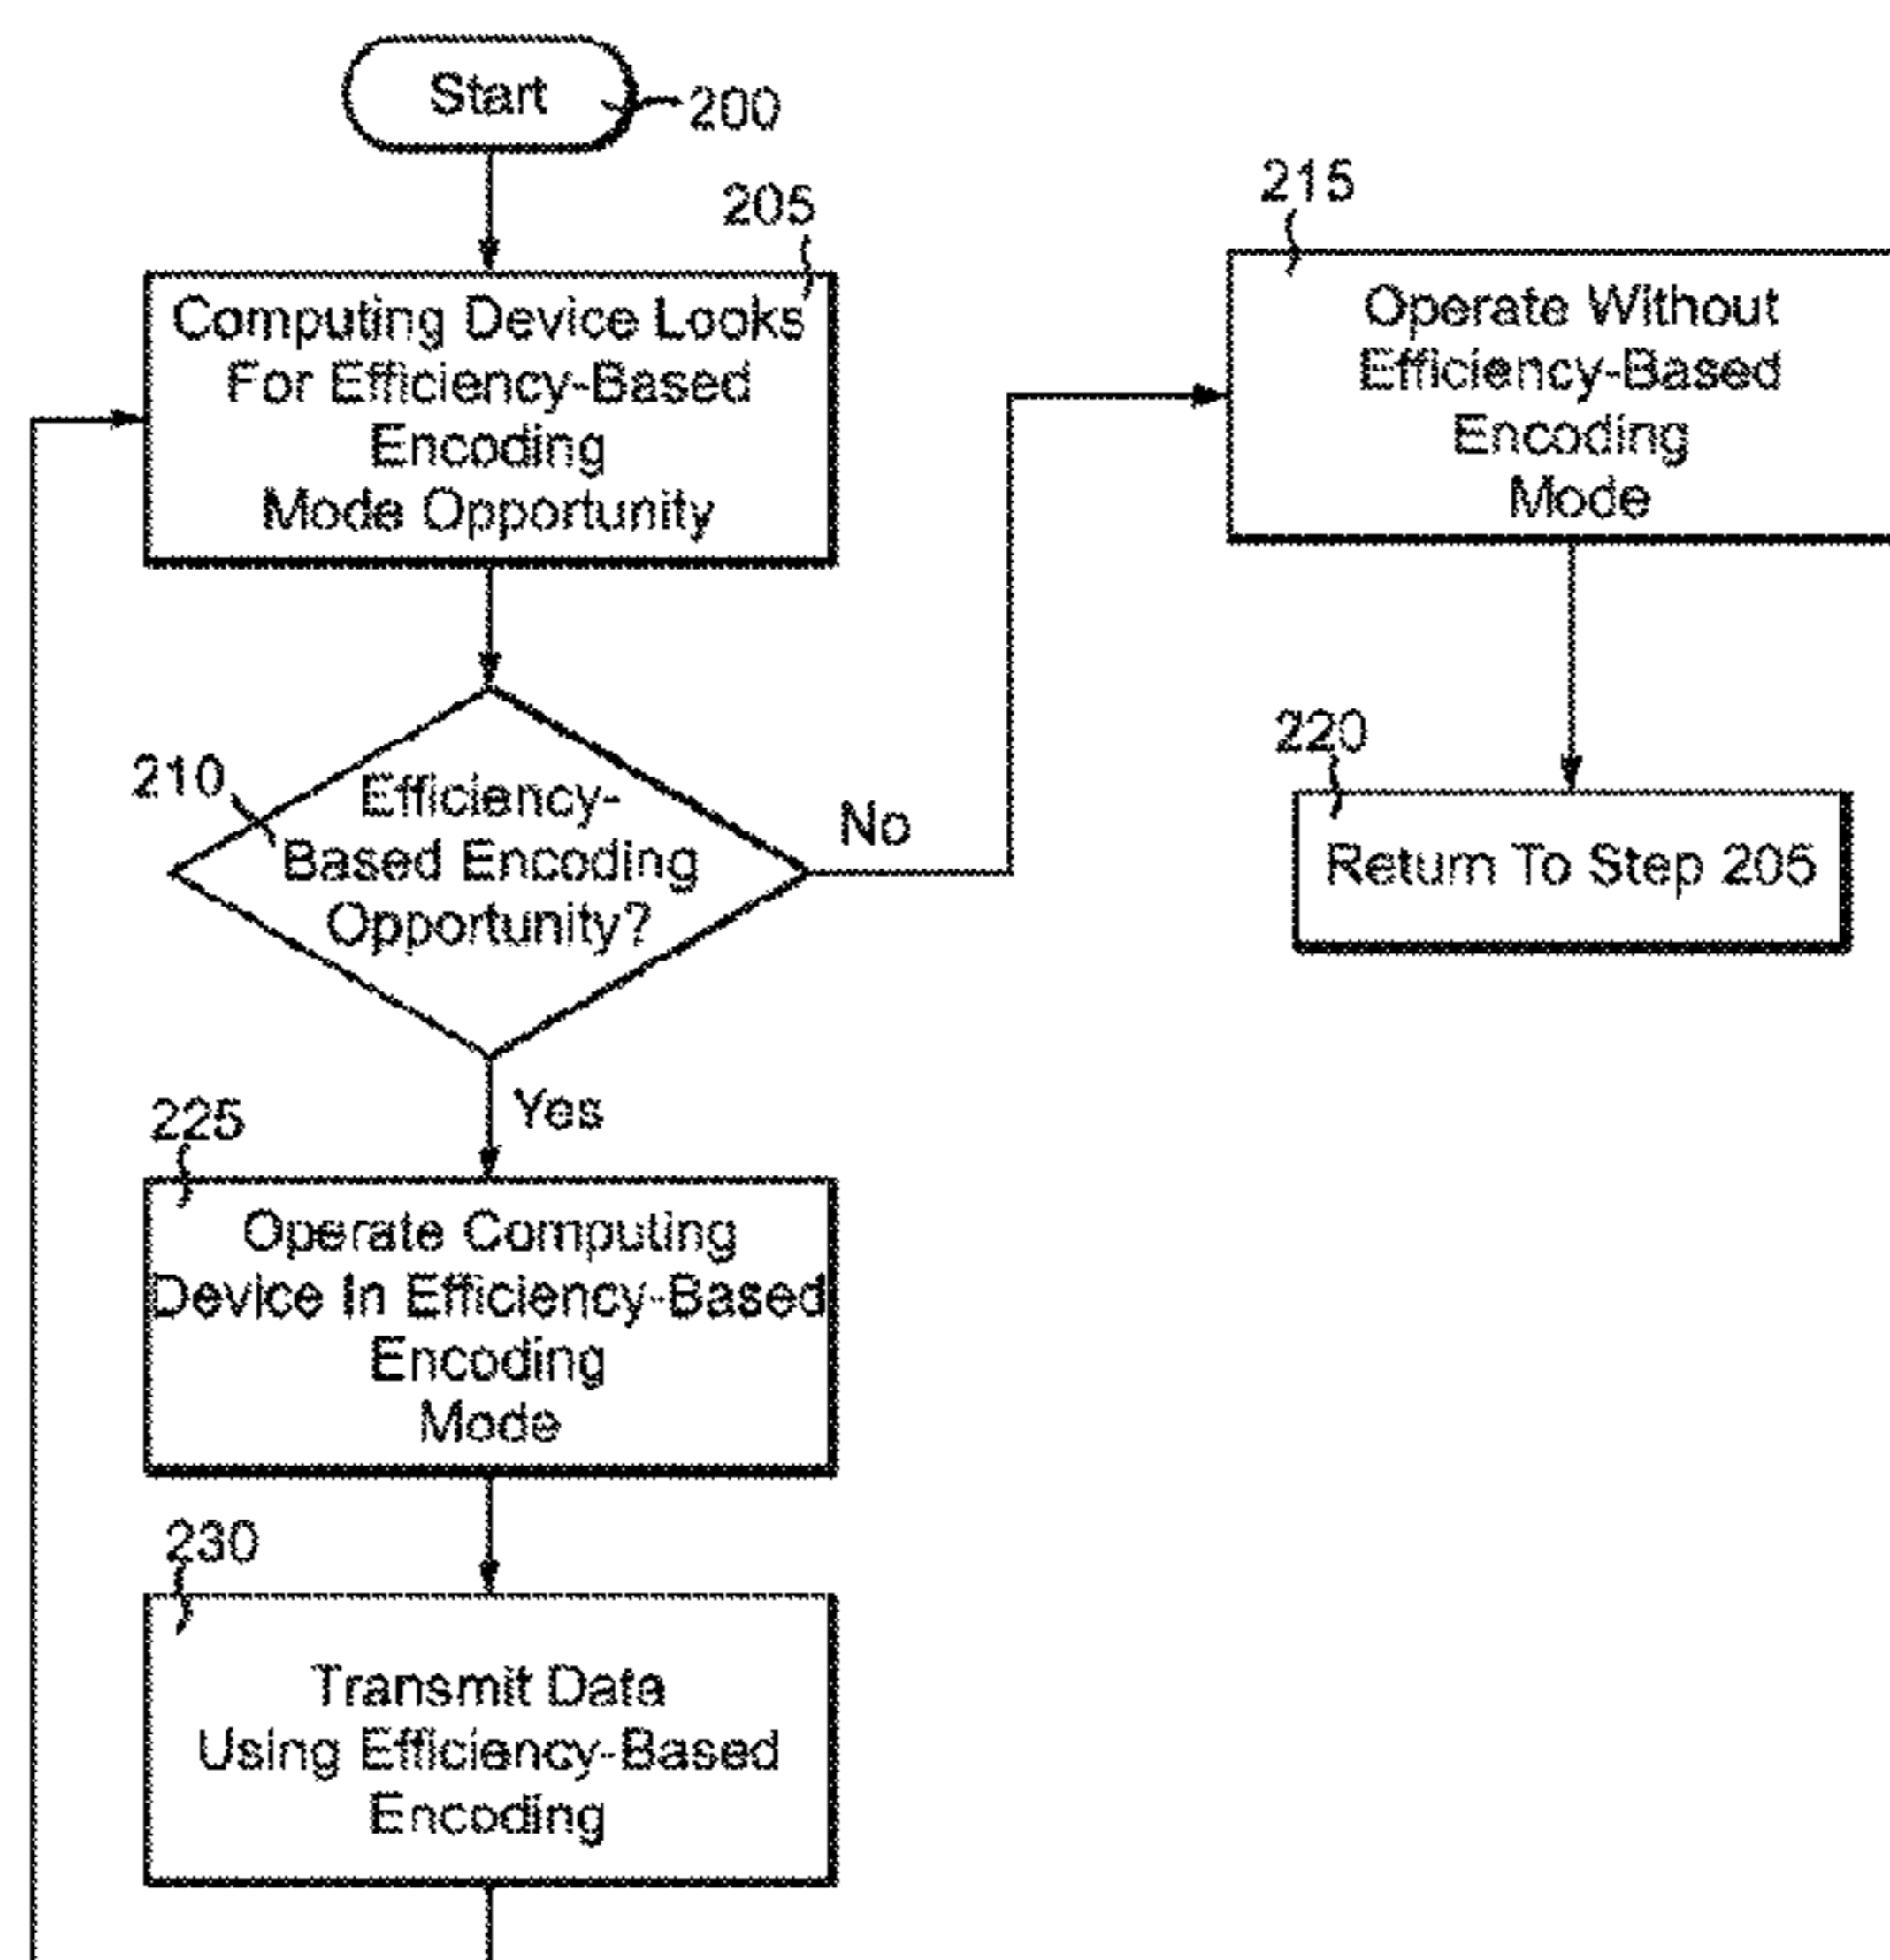 Start
200
205
Computing Device Looks
For Efficiency-Based
Encoding
Mode Opportunity
210
Efficiency-
Based Encoding
Opportunity?
No
215
Operate Without
Efficiency-Based
Encoding
Mode
220
Return To Step 205
Yes
225
Operate Computing
Device In Efficiency-Based
Encoding
Mode
230
Transmit Data
Using Efficiency-Based
Encoding